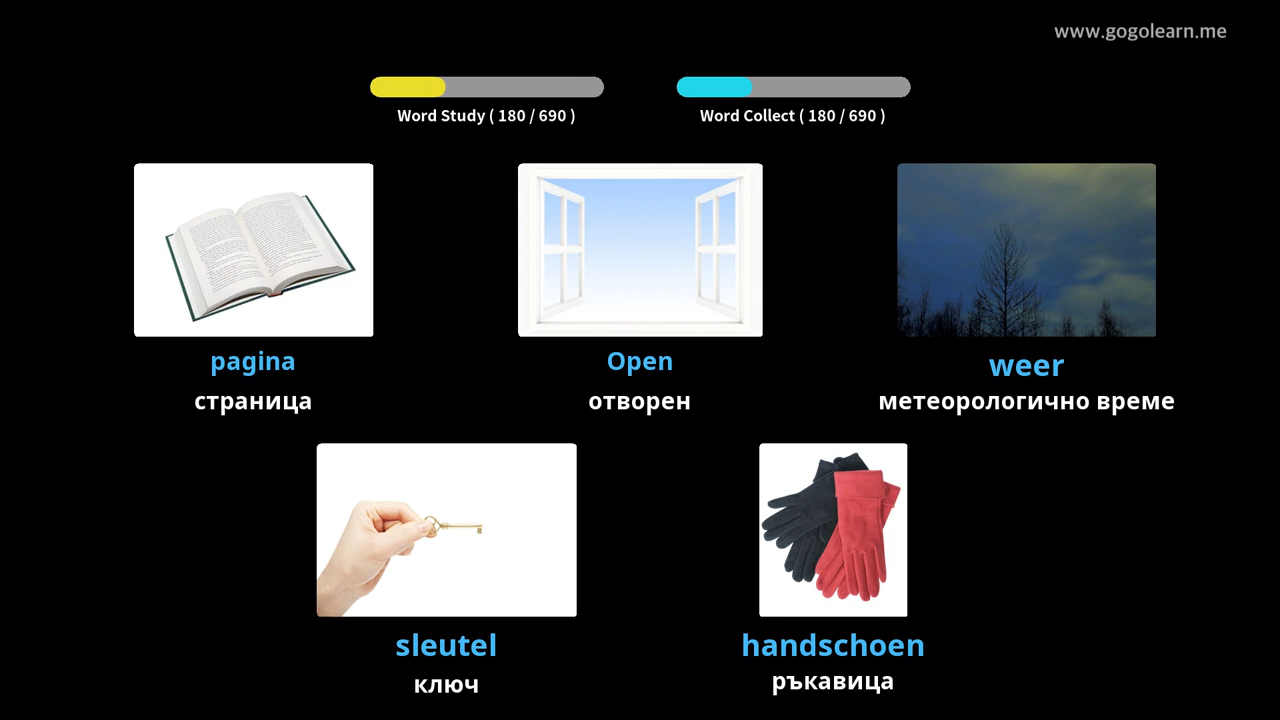 www.gogolearn.me
Word Study ( 180 / 690 )
Word Collect ( 180 / 690 )
pagina
страница
Open
отворен
weer
метеорологично време
sleutel
ключ
handschoen
ръкавица